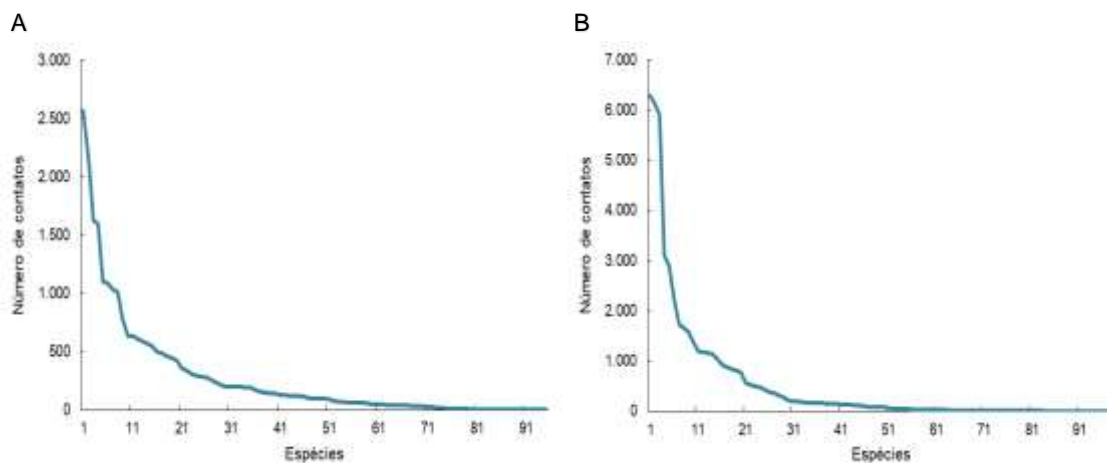 A
3.000
2.500
2.000
1.500
1.000
500
0
Número de contatos
1 11 21 31 41 51 61 71 81 91
Espécies
B
7.000
6.000
5.000
4.000
3.000
2.000
1.000
0
Número de contatos
1 11 21 31 41 51 61 71 81 91
Espécies